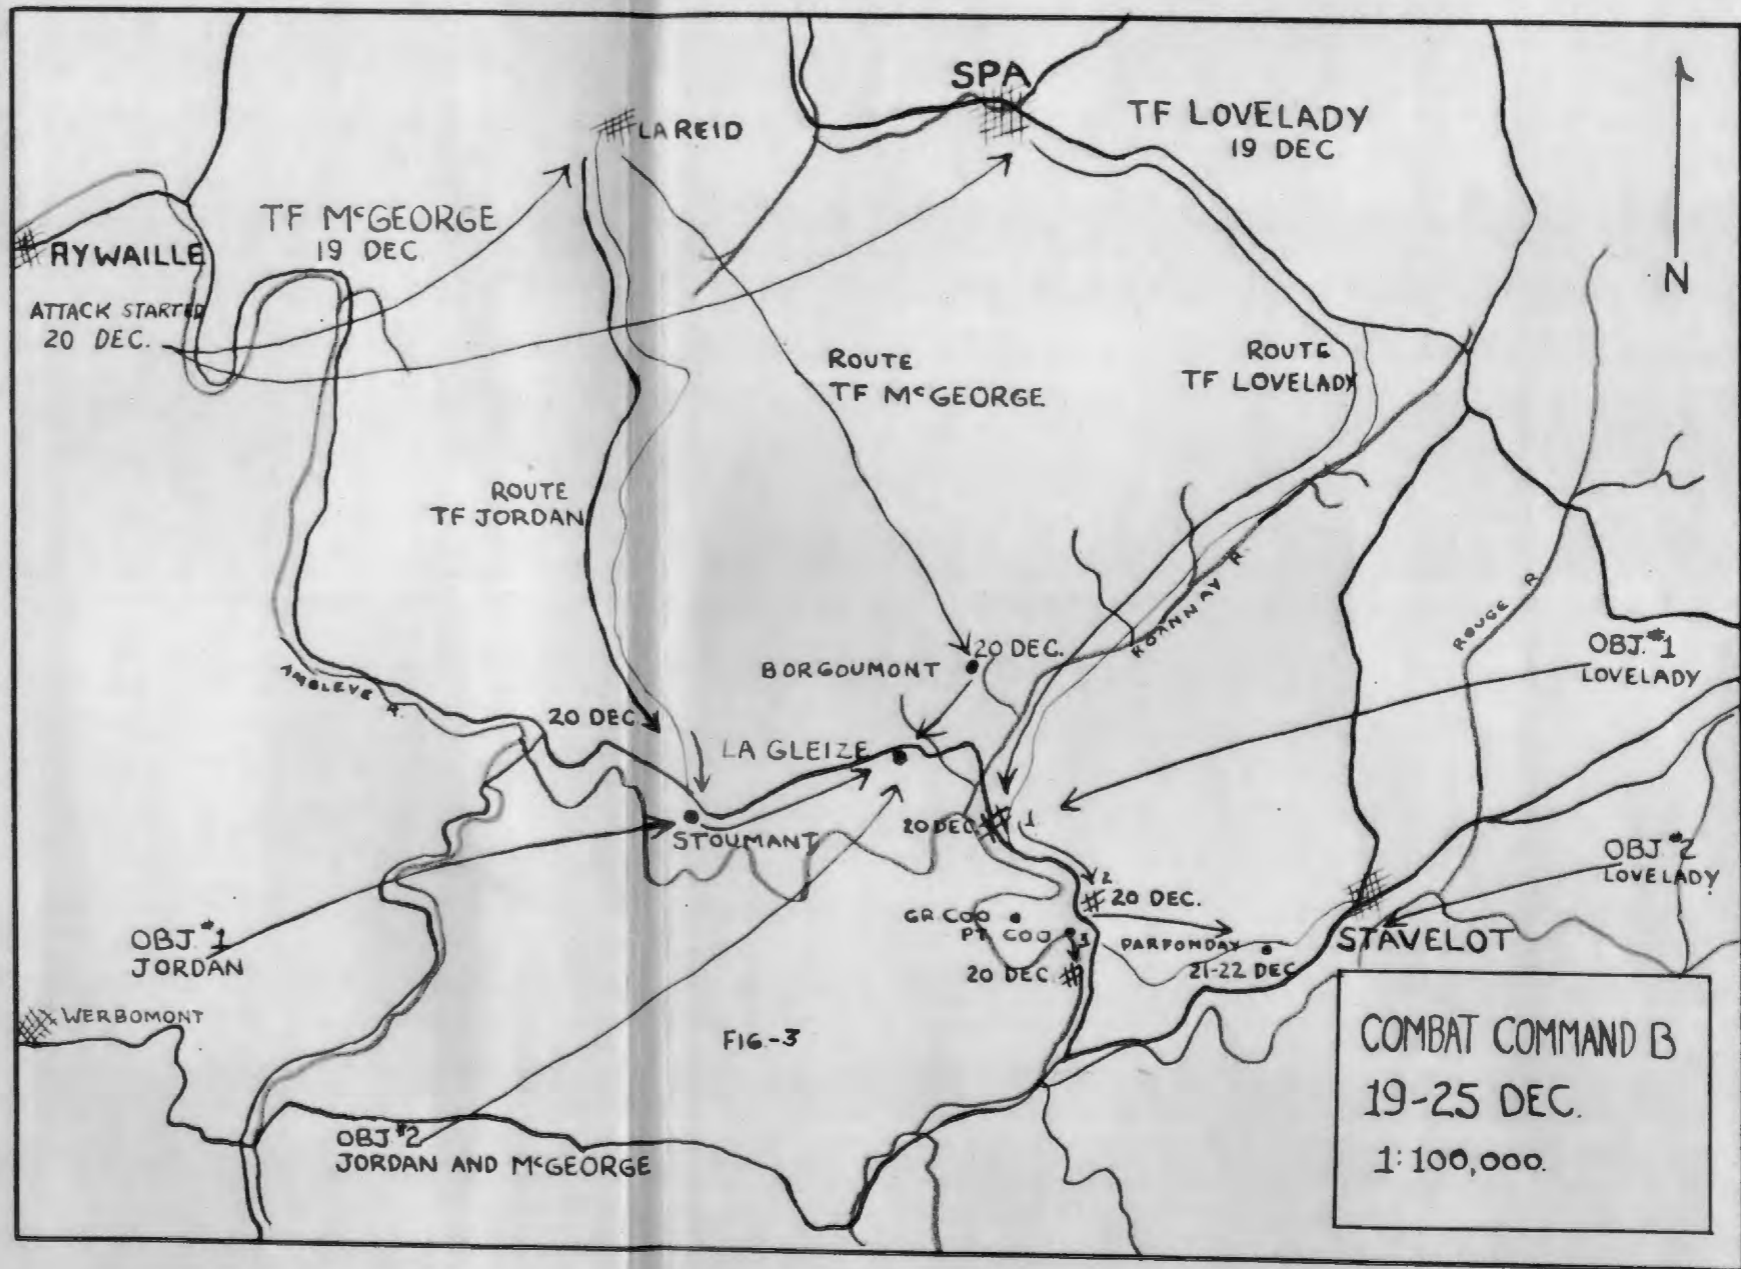 SPA
TF LOVELADY
19 DEC
LA REID
TF McGEORGE
19 DEC
AYWAILLE
ATTACK STARTED
20 DEC.
N
ROUTE
TF McGEORGE
ROUTE
TF LOVELADY
ROUTE
TF JORDAN
ROANNAY R.
ROUGE R
OBJ. #1
LOVELADY
20 DEC.
BORGOUMONT
AMBLEVE R.
20 DEC.
LA GLEIZE
STOUMANT
20 DEC.
1
2
20 DEC.
OBJ #2
LOVELADY
GR COO
PT COO
3
20 DEC
PARFONDAY
21-22 DEC
STAVELOT
OBJ. #1
JORDAN
WERBOMONT
FIG.-3
OBJ #2
JORDAN AND McGEORGE
COMBAT COMMAND B
19-25 DEC.
1:100,000.